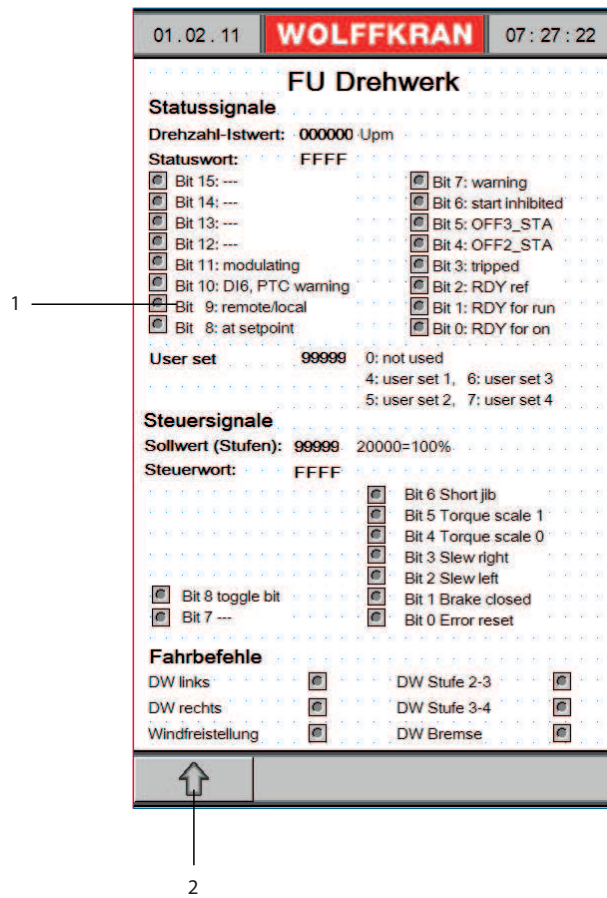 01.02.11 WOLFFKRAN 07:27:22
FU Drehwerk
Statussignale
Drehzahl-Istwert: 000000 Upm
Statuswort: FFFF
Bit 15: ---
Bit 14: ---
Bit 13: ---
Bit 12: ---
Bit 11: modulating
Bit 10: DI6, PTC warning
Bit 9: remote/local
Bit 8: at setpoint
Bit 7: warning
Bit 6: start inhibited
Bit 5: OFF3_STA
Bit 4: OFF2_STA
Bit 3: tripped
Bit 2: RDY ref
Bit 1: RDY for run
Bit 0: RDY for on
1
User set 99999 0: not used
4: user set 1, 6: user set 3
5: user set 2, 7: user set 4
Steuersignale
Sollwert (Stufen): 99999 20000=100%
Steuerwort: FFFF
Bit 6 Short jib
Bit 5 Torque scale 1
Bit 4 Torque scale 0
Bit 3 Slew right
Bit 2 Slew left
Bit 8 toggle bit Bit 1 Brake closed
Bit 7 --- Bit 0 Error reset
Fahrbefehle
DW links DW Stufe 2-3
DW rechts DW Stufe 3-4
Windfreistellung DW Bremse
2